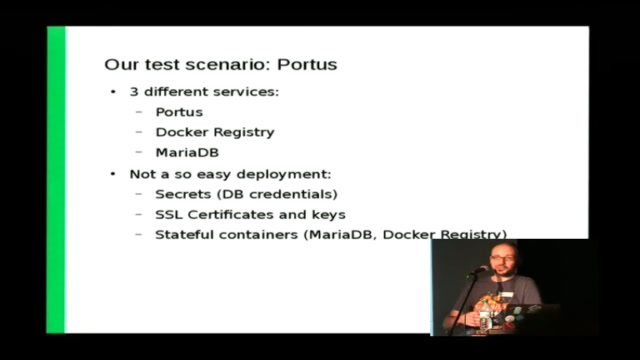 Our test scenario: Portus
• 3 different services:
– Portus
– Docker Registry
– MariaDB
• Not a so easy deployment:
– Secrets (DB credentials)
– SSL Certificates and keys
– Stateful containers (MariaDB, Docker Registry)